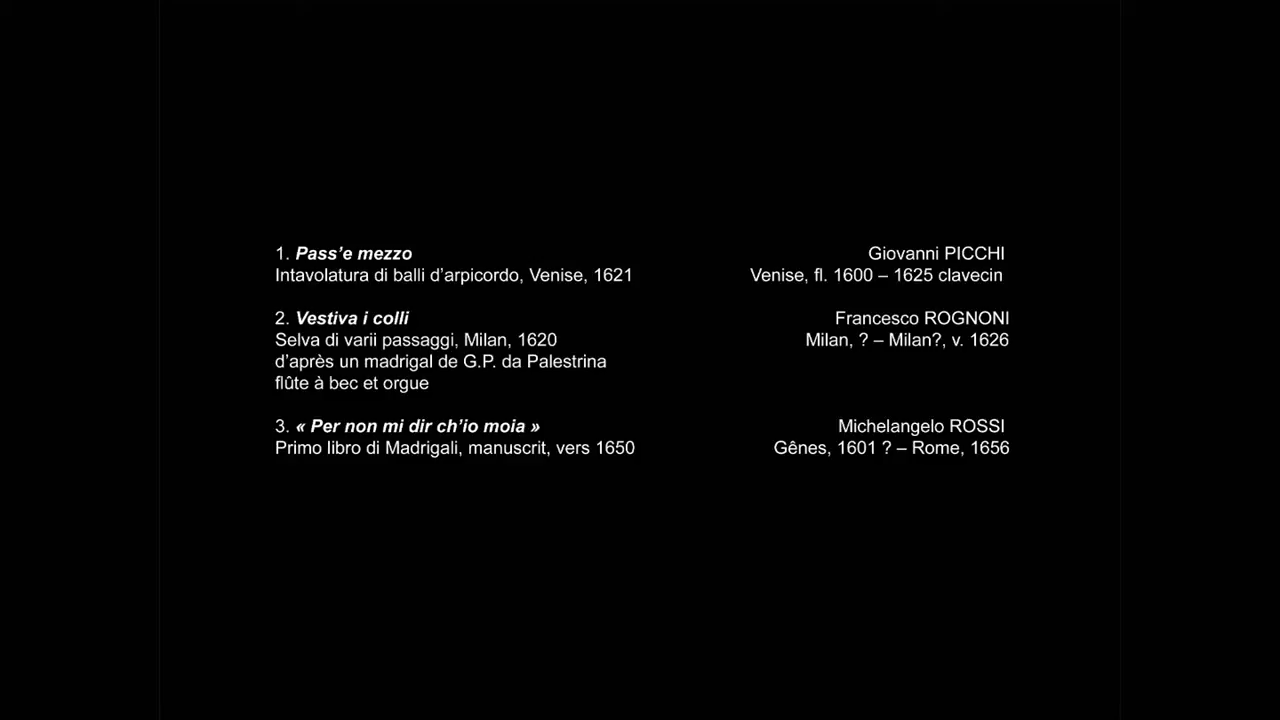 1. Pass’e mezzo Giovanni PICCHI
Intavolatura di balli d’arpicordo, Venise, 1621 Venise, fl. 1600 – 1625 clavecin
2. Vestiva i colli Francesco ROGNONI
Selva di varii passaggi, Milan, 1620 Milan, ? – Milan?, v. 1626
d’après un madrigal de G.P. da Palestrina
flûte à bec et orgue
3. « Per non mi dir ch’io moia » Michelangelo ROSSI
Primo libro di Madrigali, manuscrit, vers 1650 Gênes, 1601 ? – Rome, 1656